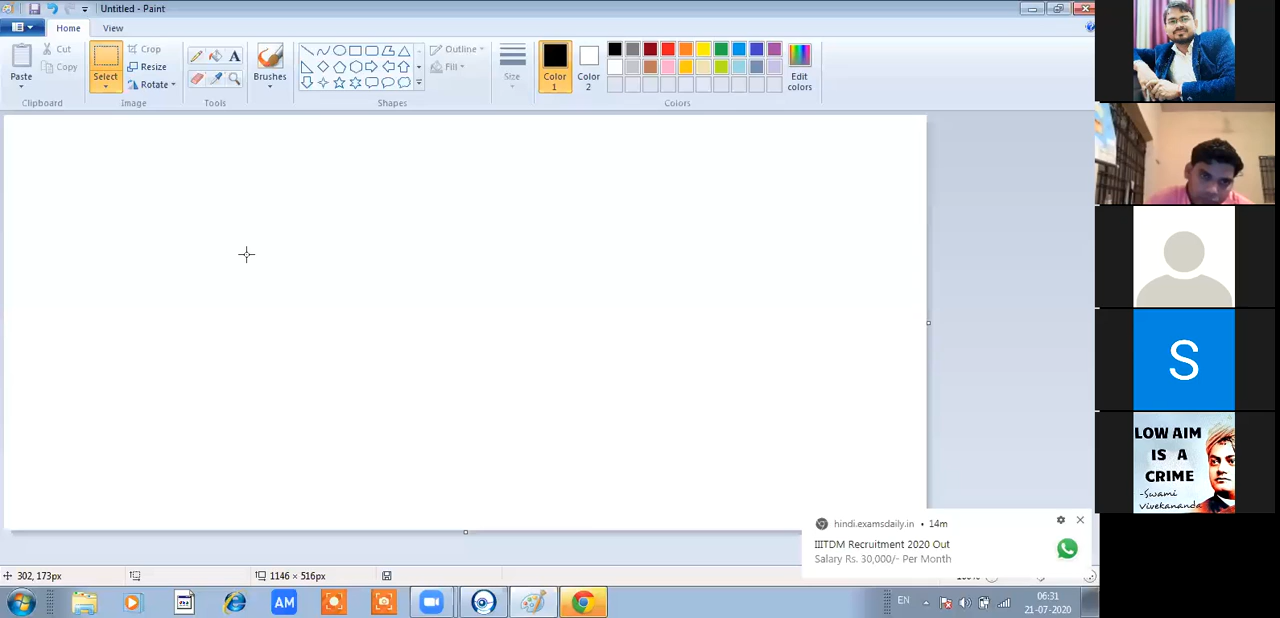 Untitled - Paint
Home
View
Paste
Cut
Copy
Clipboard
Select
Crop
Resize
Rotate
Image
A
Tools
Brushes
Outline
Fill
Shapes
Size
Color 1
Color 2
Edit colors
Colors
S
LOW AIM
IS A
CRIME
-Swami
Vivekananda
hindi.examsdaily.in • 14m
IIITDM Recruitment 2020 Out
Salary Rs. 30,000/- Per Month
302, 173px
1146 × 516px
AM
EN
06:31
21-07-2020